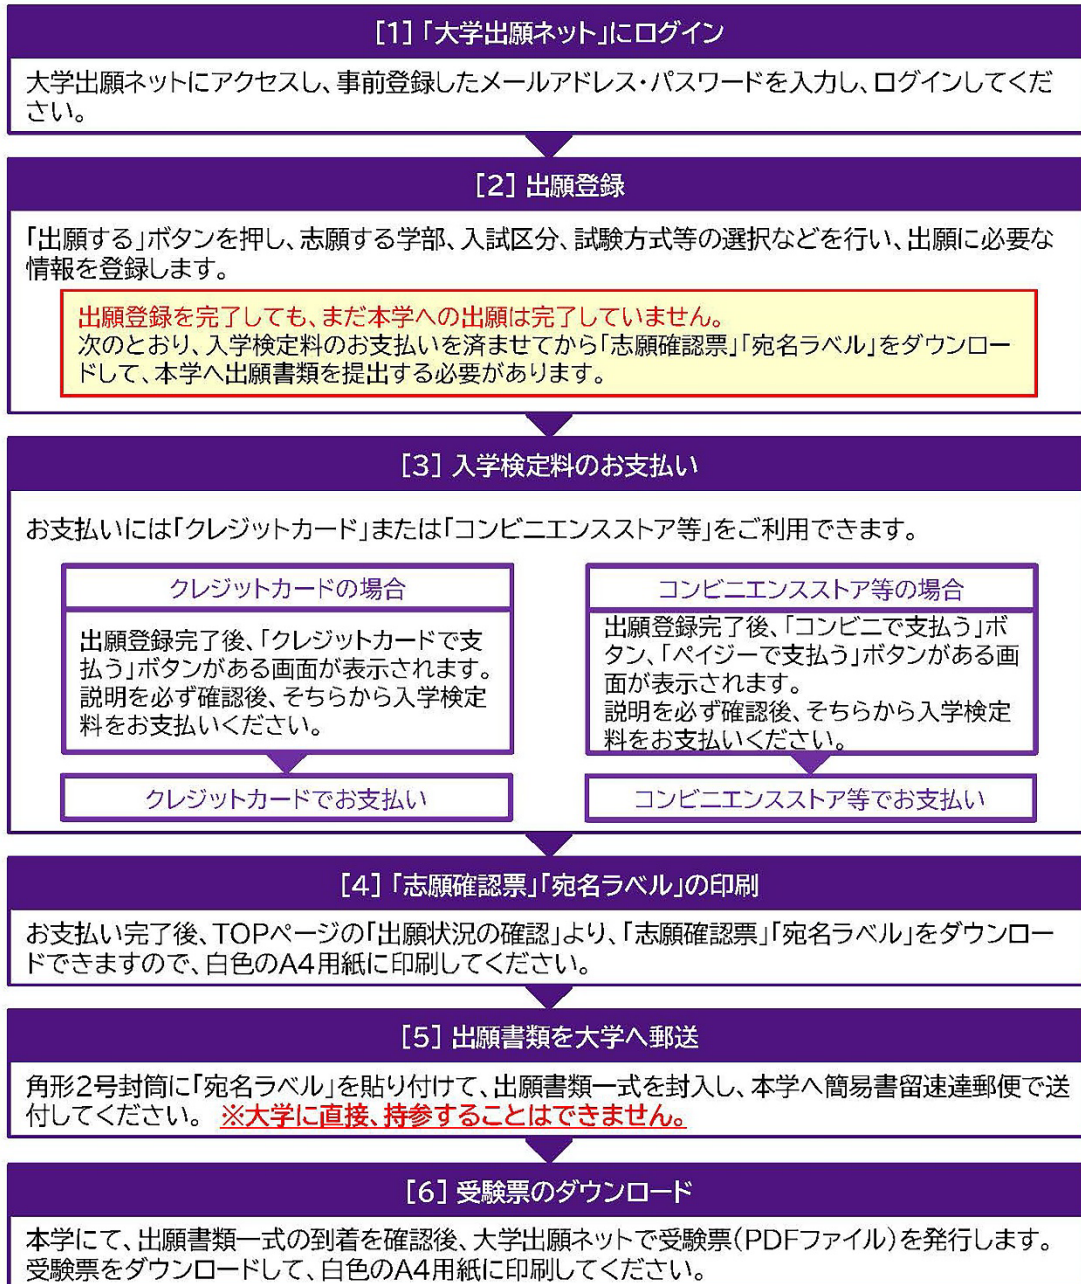 [1]「大学出願ネット」にログイン
大学出願ネットにアクセスし、事前登録したメールアドレス・パスワードを入力し、ログインしてくだ
さい。
[2] 出願登録
「出願する」ボタンを押し、志願する学部、入試区分、試験方式等の選択などを行い、出願に必要な
情報を登録します。
出願登録を完了しても、まだ本学への出願は完了していません。
次のとおり、入学検定料のお支払いを済ませてから「志願確認票」「宛名ラベル」をダウンロー
ドして、本学へ出願書類を提出する必要があります。
[3] 入学検定料のお支払い
お支払いには「クレジットカード」または「コンビニエンスストア等」をご利用できます。
クレジットカードの場合
出願登録完了後、「クレジットカードで支
払う」ボタンがある画面が表示されます。
説明を必ず確認後、そちらから入学検定
料をお支払いください。
クレジットカードでお支払い
コンビニエンスストア等の場合
出願登録完了後、「コンビニで支払う」ボ
タン、「ペイジーで支払う」ボタンがある画
面が表示されます。
説明を必ず確認後、そちらから入学検定
料をお支払いください。
コンビニエンスストア等でお支払い
[4]「志願確認票」「宛名ラベル」の印刷
お支払い完了後、TOPページの「出願状況の確認」より、「志願確認票」「宛名ラベル」をダウンロー
ドできますので、白色のA4用紙に印刷してください。
[5] 出願書類を大学へ郵送
角形2号封筒に「宛名ラベル」を貼り付けて、出願書類一式を封入し、本学へ簡易書留速達郵便で送
付してください。 ※大学に直接、持参することはできません。
[6] 受験票のダウンロード
本学にて、出願書類一式の到着を確認後、大学出願ネットで受験票(PDFファイル)を発行します。
受験票をダウンロードして、白色のA4用紙に印刷してください。